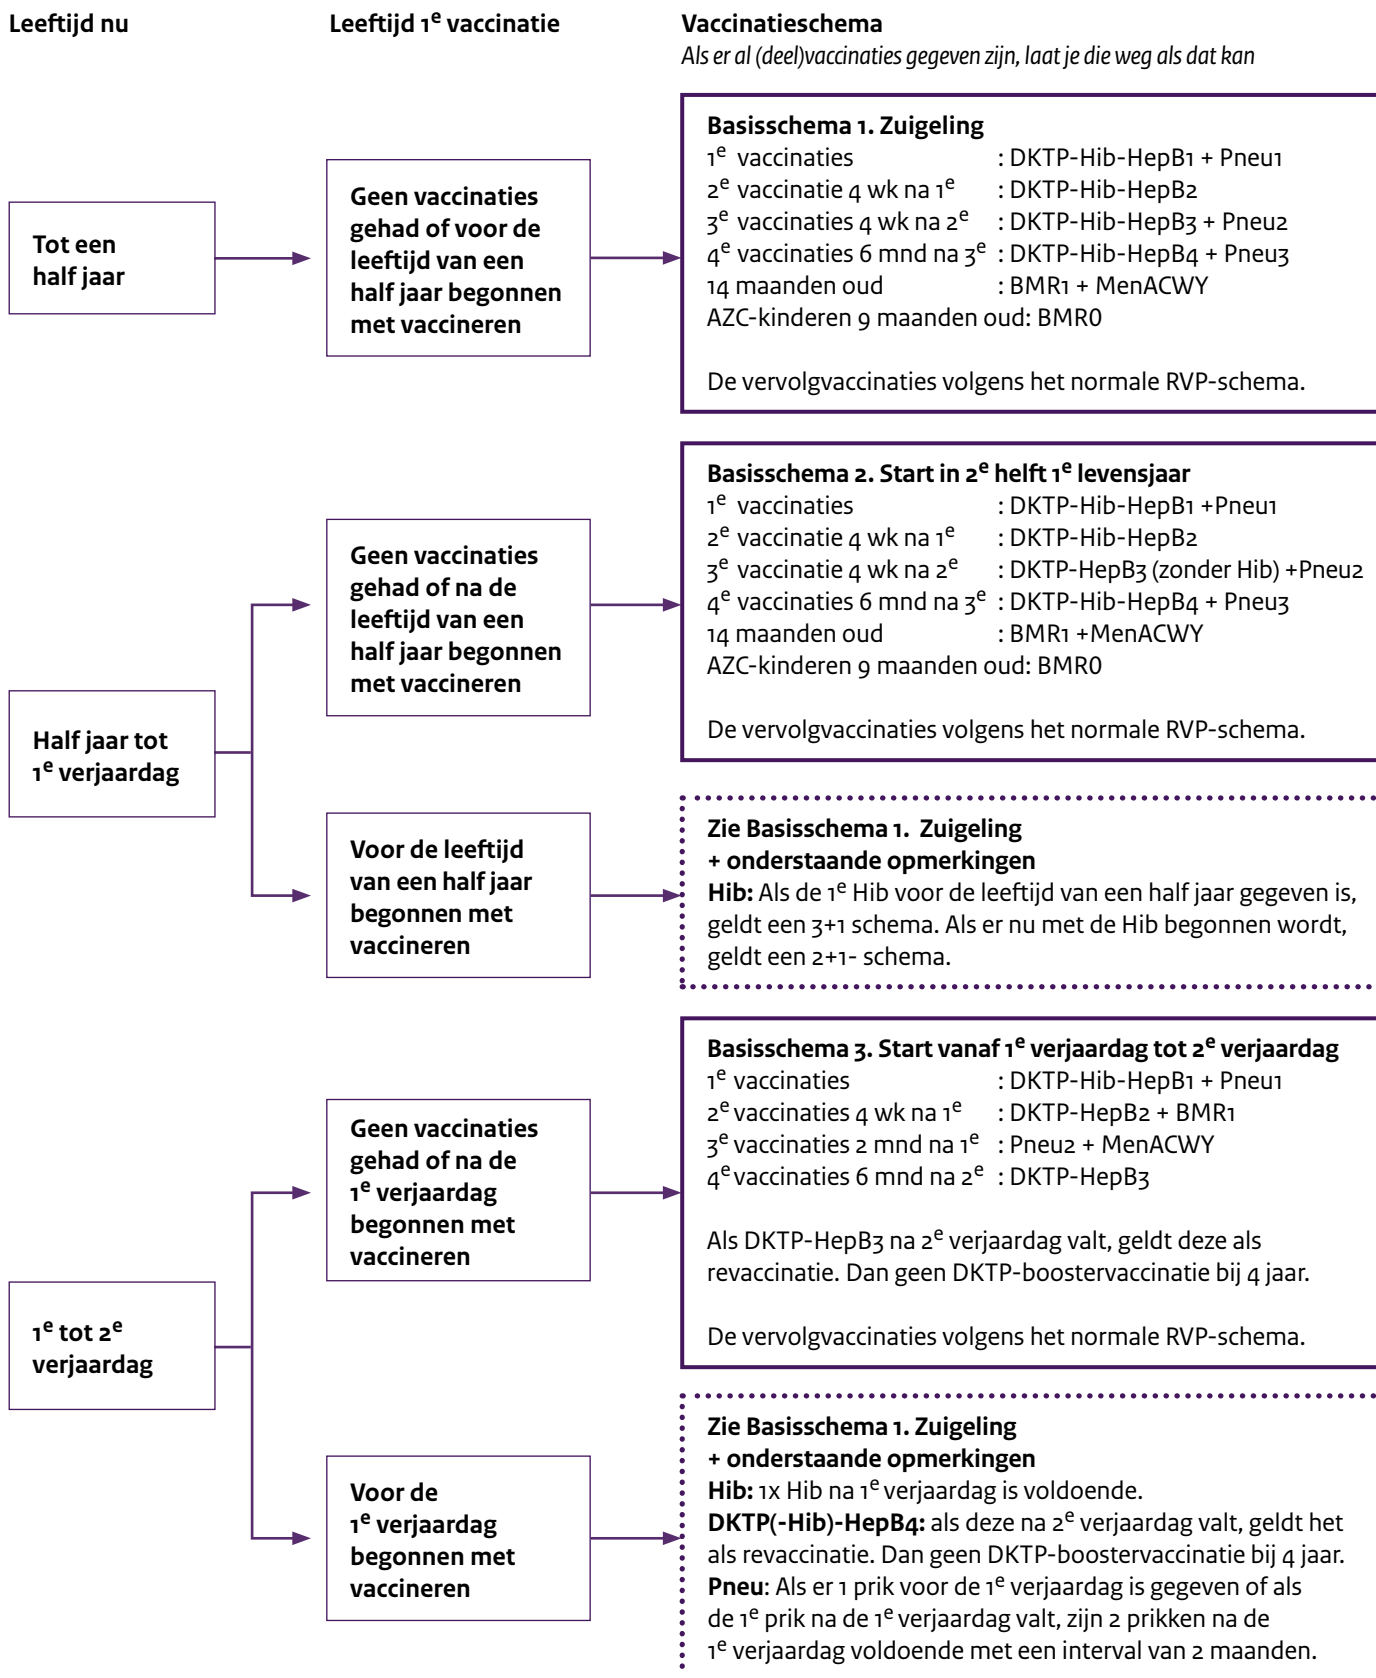 Leeftijd nu
Leeftijd 1e vaccinatie
Vaccinatieschema
Als er al (deel)vaccinaties gegeven zijn, laat je die weg als dat kan
Tot een
half jaar
Geen vaccinaties
gehad of voor de
leeftijd van een
half jaar begonnen
met vaccineren
Basisschema 1. Zuigeling
1e vaccinaties : DKTP-Hib-HepB1 + Pneu1
2e vaccinatie 4 wk na 1e : DKTP-Hib-HepB2
3e vaccinaties 4 wk na 2e : DKTP-Hib-HepB3 + Pneu2
4e vaccinaties 6 mnd na 3e : DKTP-Hib-HepB4 + Pneu3
14 maanden oud : BMR1 + MenACWY
AZC-kinderen 9 maanden oud: BMR0
De vervolgvaccinaties volgens het normale RVP-schema.
Half jaar tot
1e verjaardag
Geen vaccinaties
gehad of na de
leeftijd van een
half jaar begonnen
met vaccineren
Basisschema 2. Start in 2e helft 1e levensjaar
1e vaccinaties : DKTP-Hib-HepB1 +Pneu1
2e vaccinatie 4 wk na 1e : DKTP-Hib-HepB2
3e vaccinatie 4 wk na 2e : DKTP-HepB3 (zonder Hib) +Pneu2
4e vaccinaties 6 mnd na 3e : DKTP-Hib-HepB4 + Pneu3
14 maanden oud : BMR1 +MenACWY
AZC-kinderen 9 maanden oud: BMR0
De vervolgvaccinaties volgens het normale RVP-schema.
Voor de leeftijd
van een half jaar
begonnen met
vaccineren
Zie Basisschema 1. Zuigeling
+ onderstaande opmerkingen
Hib: Als de 1e Hib voor de leeftijd van een half jaar gegeven is,
geldt een 3+1 schema. Als er nu met de Hib begonnen wordt,
geldt een 2+1- schema.
1e tot 2e
verjaardag
Geen vaccinaties
gehad of na de
1e verjaardag
begonnen met
vaccineren
Basisschema 3. Start vanaf 1e verjaardag tot 2e verjaardag
1e vaccinaties : DKTP-Hib-HepB1 + Pneu1
2e vaccinaties 4 wk na 1e : DKTP-HepB2 + BMR1
3e vaccinaties 2 mnd na 1e : Pneu2 + MenACWY
4e vaccinaties 6 mnd na 2e : DKTP-HepB3
Als DKTP-HepB3 na 2e verjaardag valt, geldt deze als
revaccinatie. Dan geen DKTP-boostervaccinatie bij 4 jaar.
De vervolgvaccinaties volgens het normale RVP-schema.
Voor de
1e verjaardag
begonnen met
vaccineren
Zie Basisschema 1. Zuigeling
+ onderstaande opmerkingen
Hib: 1x Hib na 1e verjaardag is voldoende.
DKTP(-Hib)-HepB4: als deze na 2e verjaardag valt, geldt het
als revaccinatie. Dan geen DKTP-boostervaccinatie bij 4 jaar.
Pneu: Als er 1 prik voor de 1e verjaardag is gegeven of als
de 1e prik na de 1e verjaardag valt, zijn 2 prikken na de
1e verjaardag voldoende met een interval van 2 maanden.